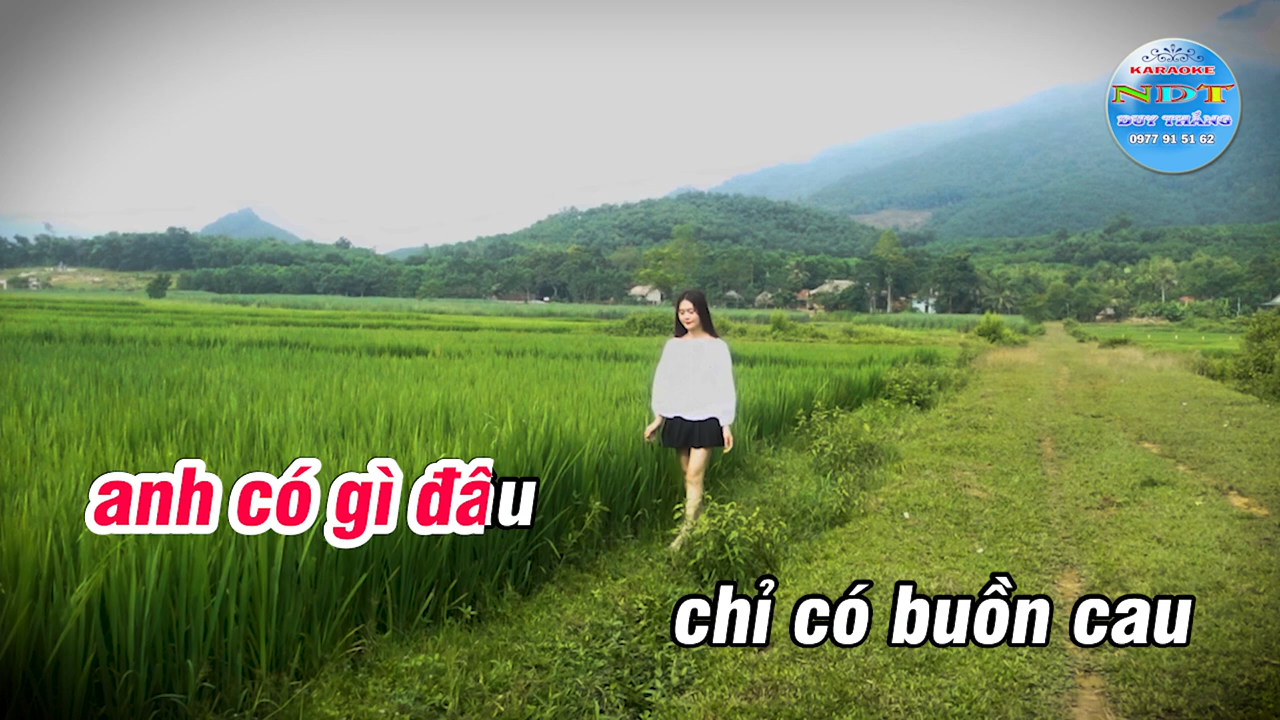 KARAOKE
NDT
DUY THẮNG
0977 91 51 62
anh có gì đâu
chỉ có buồn cau